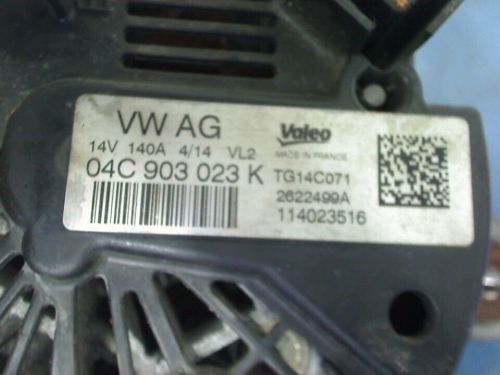 VW AG
Valeo
14V 140A 4/14 VL2
MADE IN FRANCE
04C 903 023 K
TG14C071
2622499A
114023516